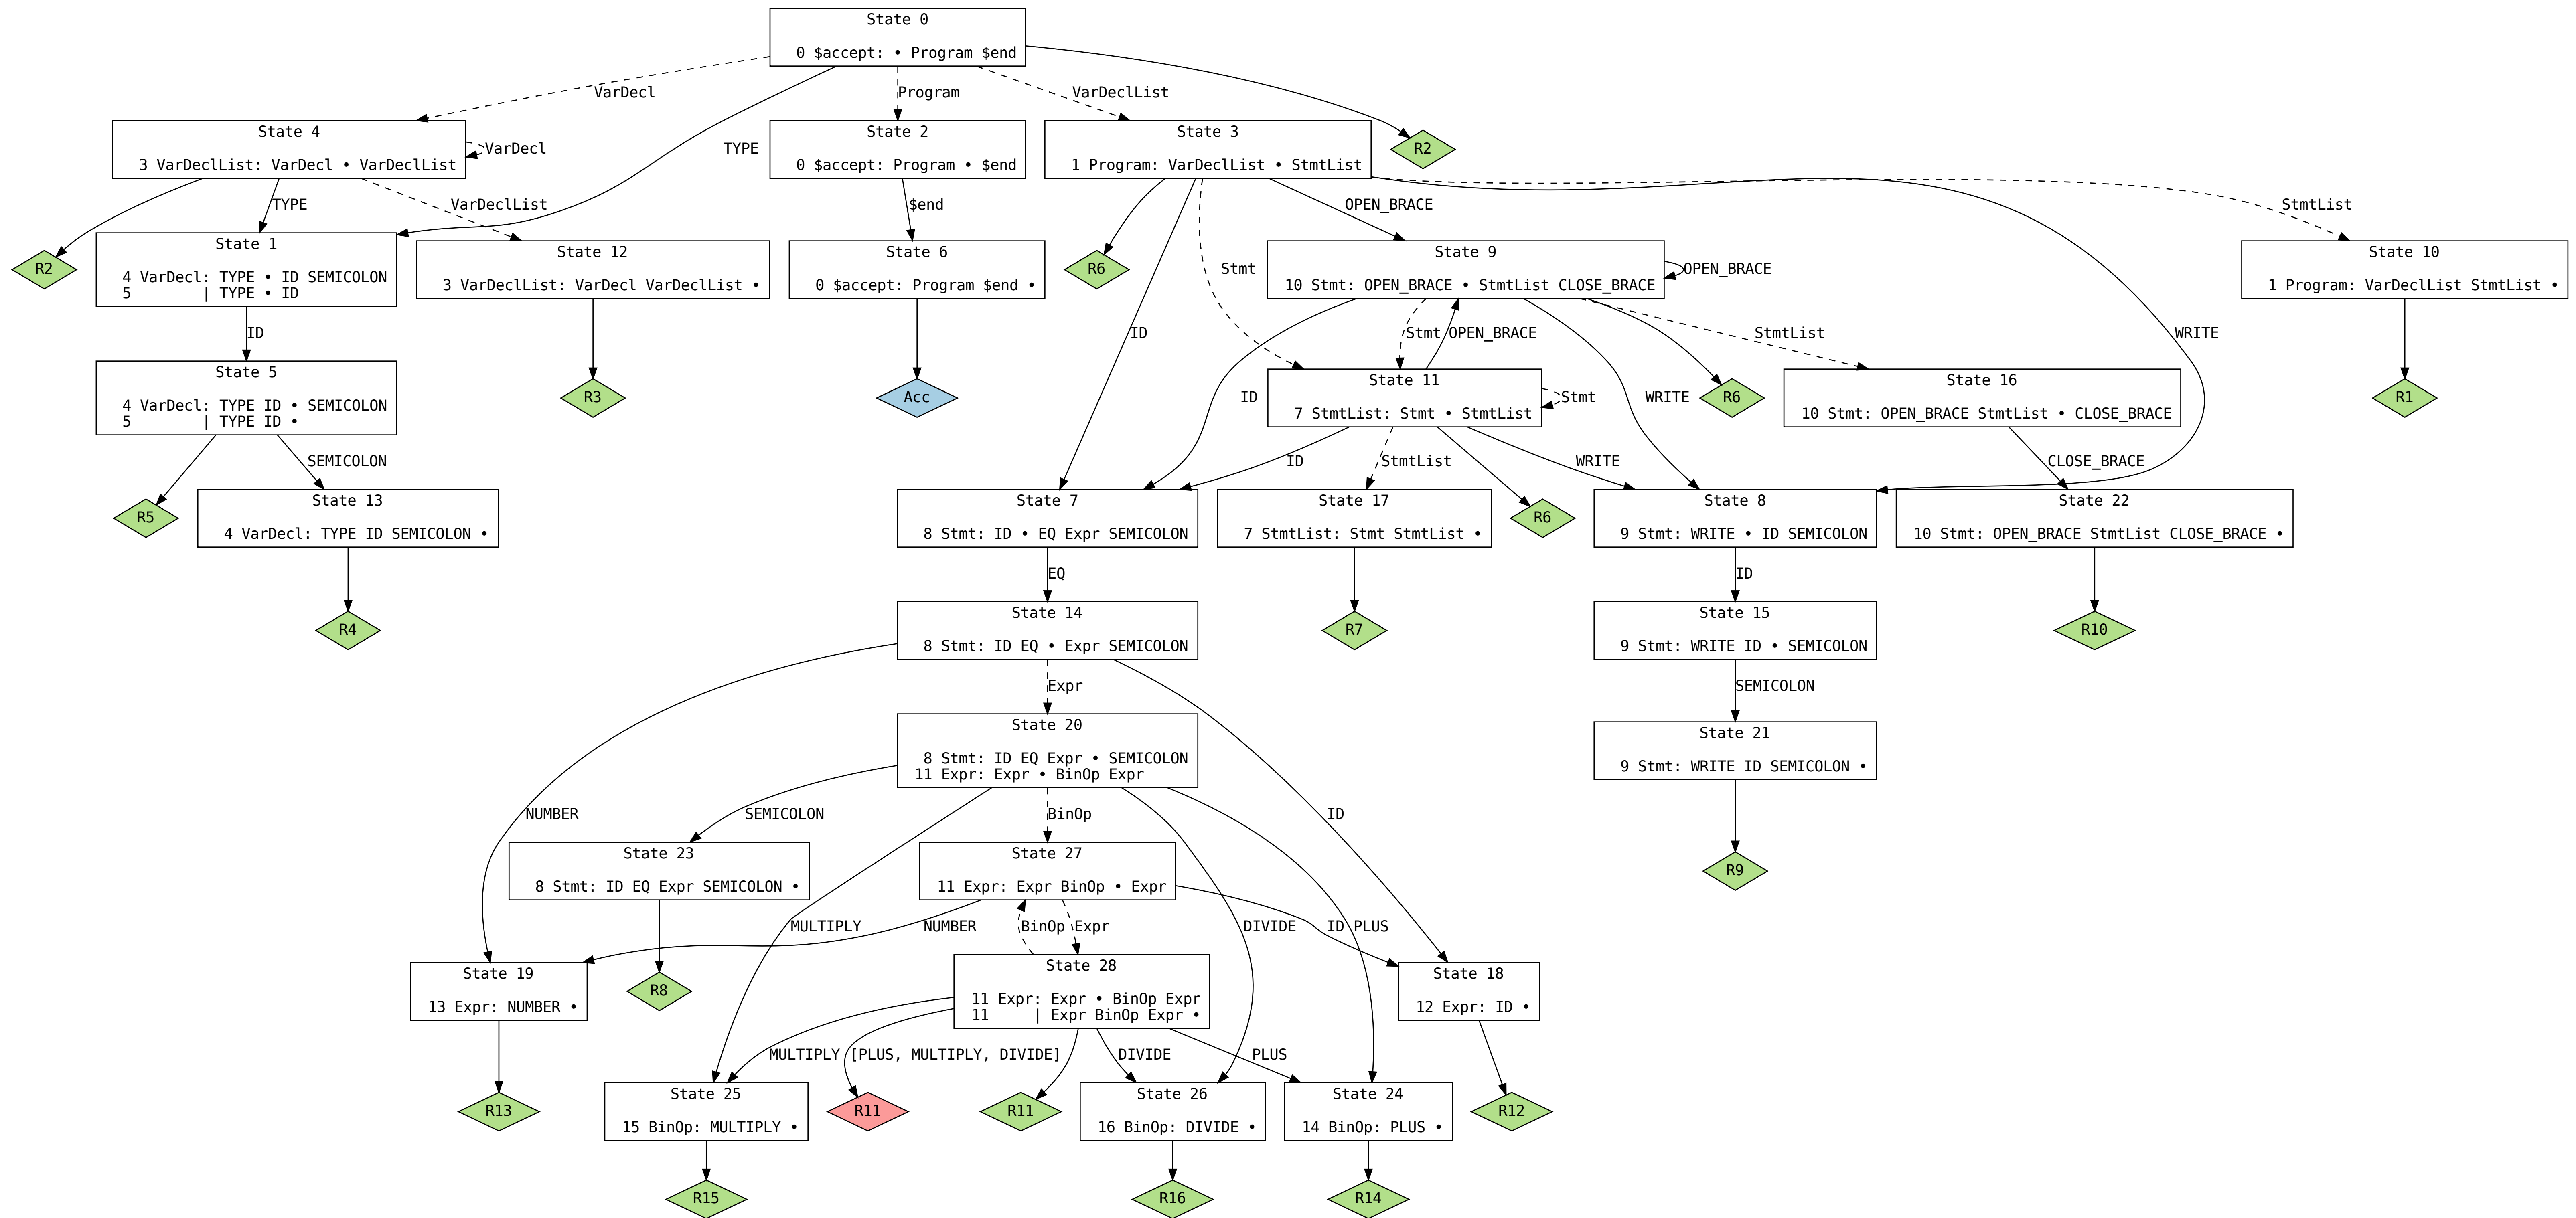 State 0
0 $accept: • Program $end
VarDecl
Program
VarDeclList
State 4
3 VarDeclList: VarDecl • VarDeclList
VarDecl
TYPE
State 2
0 $accept: Program • $end
State 3
1 Program: VarDeclList • StmtList
R2
TYPE
VarDeclList
$end
OPEN_BRACE
StmtList
R2
State 1
4 VarDecl: TYPE • ID SEMICOLON
5 | TYPE • ID
State 12
3 VarDeclList: VarDecl VarDeclList •
State 6
0 $accept: Program $end •
R6
Stmt
State 9
10 Stmt: OPEN_BRACE • StmtList CLOSE_BRACE
OPEN_BRACE
State 10
1 Program: VarDeclList StmtList •
ID
ID
Stmt
OPEN_BRACE
StmtList
WRITE
State 5
4 VarDecl: TYPE ID • SEMICOLON
5 | TYPE ID •
R3
Acc
ID
State 11
7 StmtList: Stmt • StmtList
Stmt
WRITE
R6
State 16
10 Stmt: OPEN_BRACE StmtList • CLOSE_BRACE
R1
SEMICOLON
ID
StmtList
WRITE
CLOSE_BRACE
R5
State 13
4 VarDecl: TYPE ID SEMICOLON •
State 7
8 Stmt: ID • EQ Expr SEMICOLON
State 17
7 StmtList: Stmt StmtList •
R6
State 8
9 Stmt: WRITE • ID SEMICOLON
State 22
10 Stmt: OPEN_BRACE StmtList CLOSE_BRACE •
EQ
ID
R4
State 14
8 Stmt: ID EQ • Expr SEMICOLON
R7
State 15
9 Stmt: WRITE ID • SEMICOLON
R10
Expr
SEMICOLON
State 20
8 Stmt: ID EQ Expr • SEMICOLON
11 Expr: Expr • BinOp Expr
State 21
9 Stmt: WRITE ID SEMICOLON •
NUMBER
SEMICOLON
BinOp
ID
State 23
8 Stmt: ID EQ Expr SEMICOLON •
State 27
11 Expr: Expr BinOp • Expr
R9
MULTIPLY
NUMBER
BinOp
Expr
DIVIDE
ID
PLUS
State 19
13 Expr: NUMBER •
R8
State 28
11 Expr: Expr • BinOp Expr
11 | Expr BinOp Expr •
State 18
12 Expr: ID •
MULTIPLY
[PLUS, MULTIPLY, DIVIDE]
DIVIDE
PLUS
R13
State 25
15 BinOp: MULTIPLY •
R11
R11
State 26
16 BinOp: DIVIDE •
State 24
14 BinOp: PLUS •
R12
R15
R16
R14